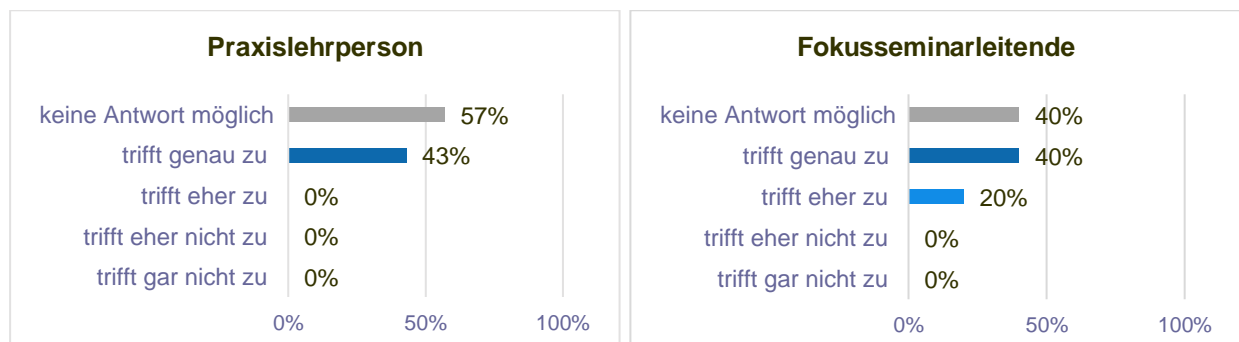 Praxislehrperson
keine Antwort möglich 57%
trifft genau zu 43%
trifft eher zu 0%
trifft eher nicht zu 0%
trifft gar nicht zu 0%
0% 50% 100%
Fokusseminarleitende
keine Antwort möglich 40%
trifft genau zu 40%
trifft eher zu 20%
trifft eher nicht zu 0%
trifft gar nicht zu 0%
0% 50% 100%